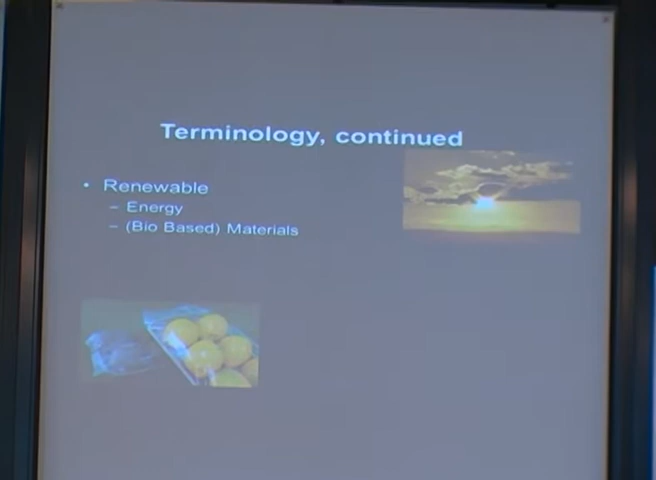 Terminology, continued
• Renewable
– Energy
– (Bio Based) Materials